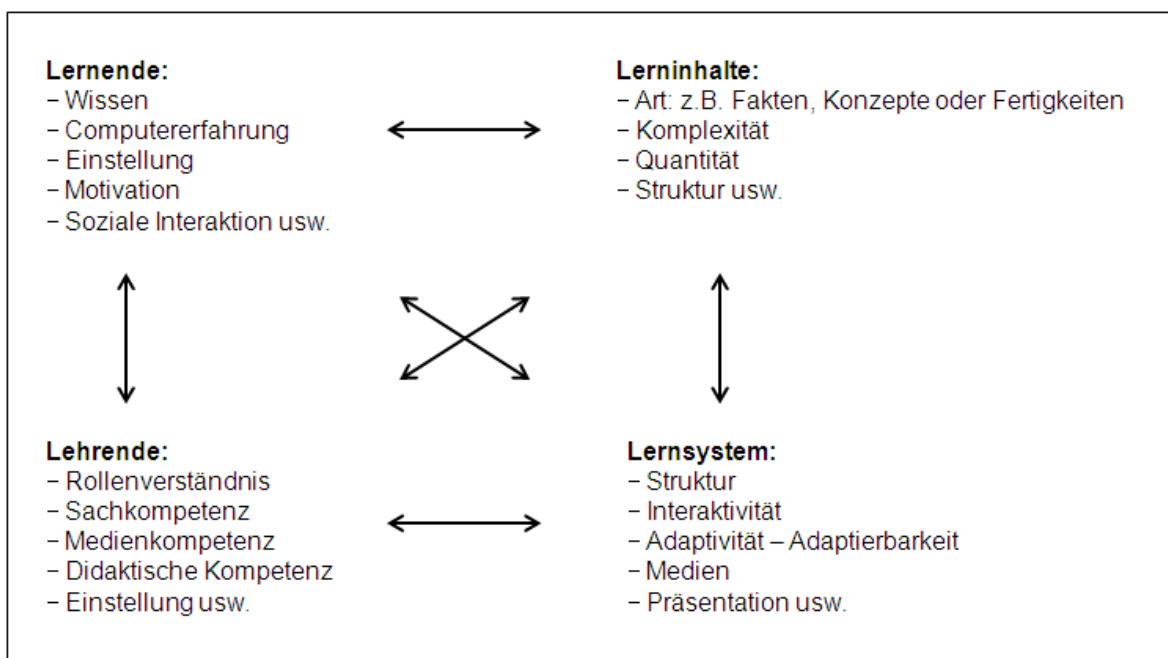 Lernende:
– Wissen
– Computererfahrung
– Einstellung
– Motivation
– Soziale Interaktion usw.
Lerninhalte:
– Art: z.B. Fakten, Konzepte oder Fertigkeiten
– Komplexität
– Quantität
– Struktur usw.
Lehrende:
– Rollenverständnis
– Sachkompetenz
– Medienkompetenz
– Didaktische Kompetenz
– Einstellung usw.
Lernsystem:
– Struktur
– Interaktivität
– Adaptivität – Adaptierbarkeit
– Medien
– Präsentation usw.